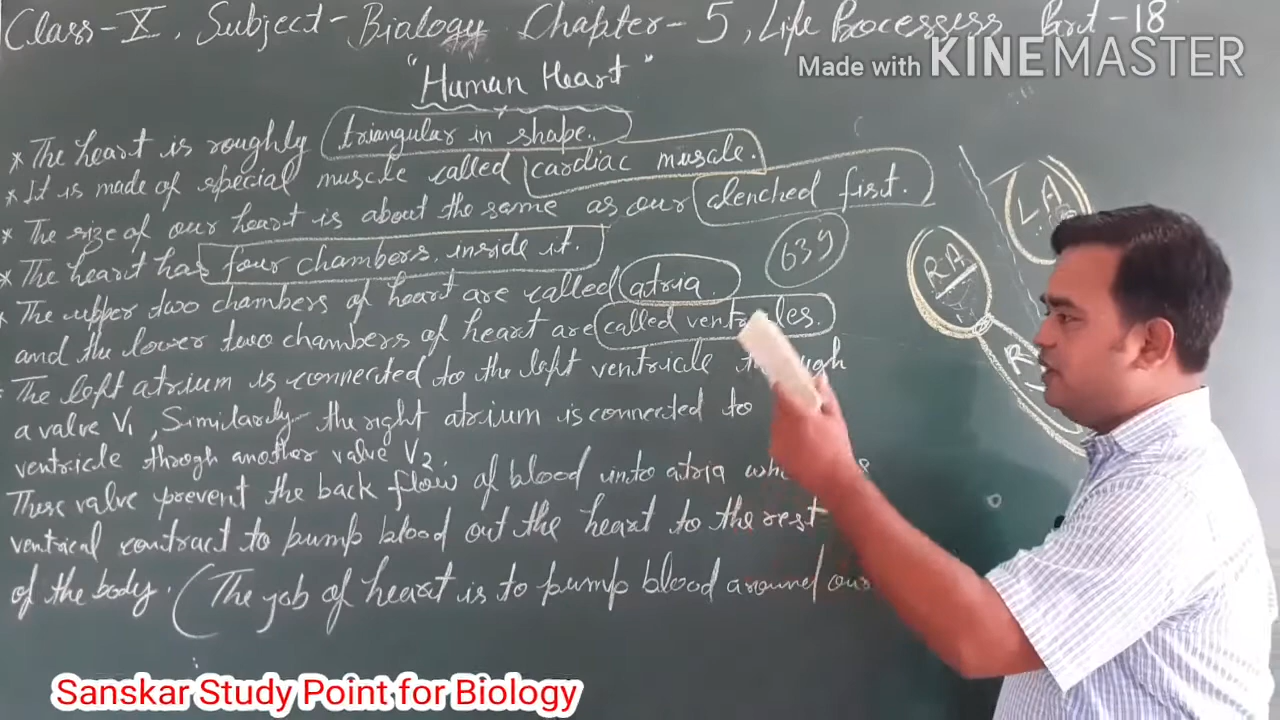 Class-X, Subject-Biology Chapter-5, Life Processess Part-18
Made with KINEMASTER
"Human Heart"
* The heart is roughly triangular in shape.
* It is made of special muscle called cardiac muscle.
* The size of our heart is about the same as our clenched fist.
* The heart has four chambers inside it.
* The upper two chambers of heart are called atria.
and the lower two chambers of heart are called ventricles.
* The left atrium is connected to the left ventricle through
a valve V1, Similarly the right atrium is connected to
ventricle through another valve V2.
These valve prevent the back flow of blood into atria
ventrical contract to pump blood out the heart to the rest
of the body. (The job of heart is to pump blood around our
639
LA
RA
R
Sanskar Study Point for Biology